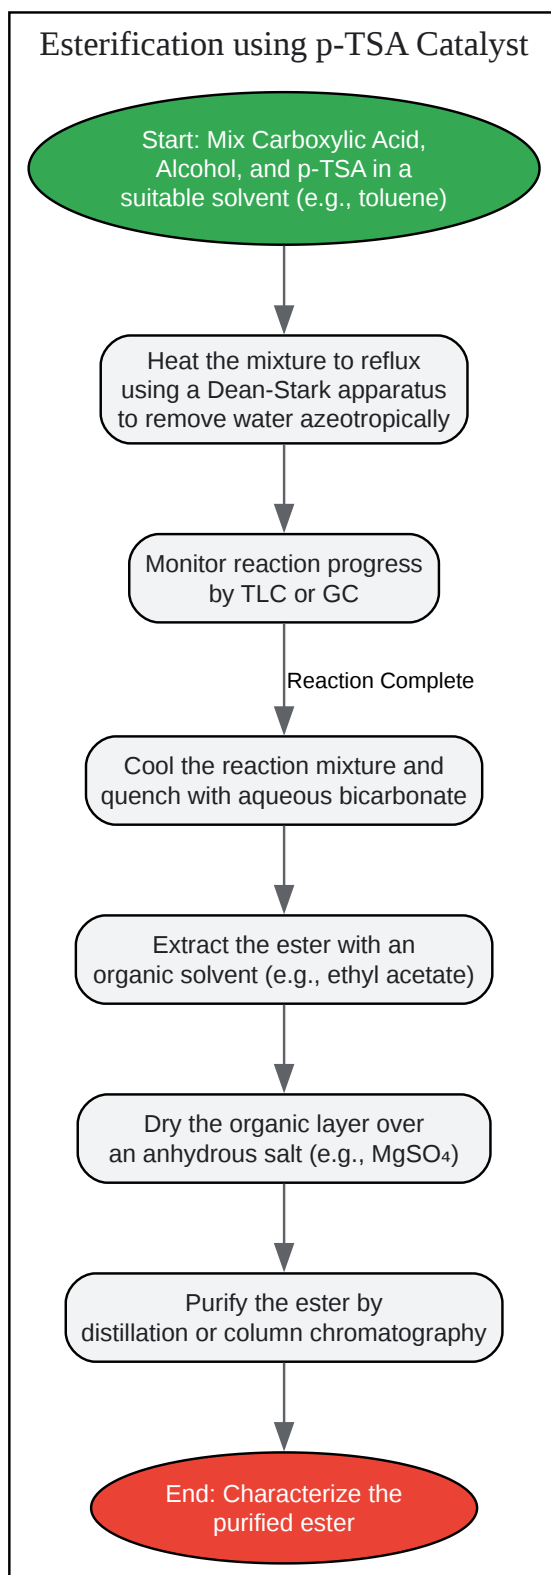 Esterification using p-TSA Catalyst
Start: Mix Carboxylic Acid,
Alcohol, and p-TSA in a
suitable solvent (e.g., toluene)
Heat the mixture to reflux
using a Dean-Stark apparatus
to remove water azeotropically
Monitor reaction progress
by TLC or GC
Reaction Complete
Cool the reaction mixture and
quench with aqueous bicarbonate
Extract the ester with an
organic solvent (e.g., ethyl acetate)
Dry the organic layer over
an anhydrous salt (e.g., MgSO₄)
Purify the ester by
distillation or column chromatography
End: Characterize the
purified ester